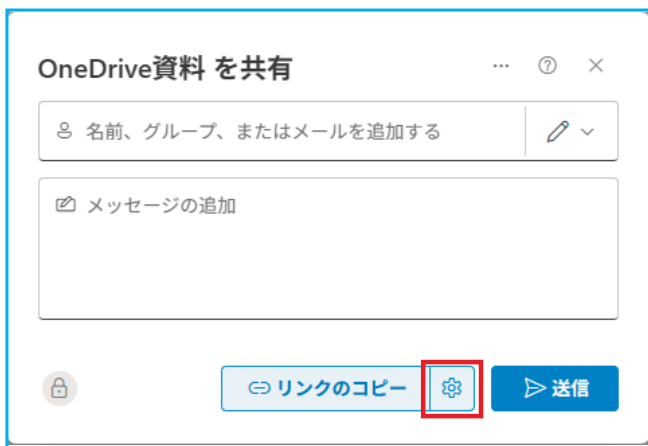 OneDrive資料 を共有
名前、グループ、またはメールを追加する
メッセージの追加
リンクのコピー
送信